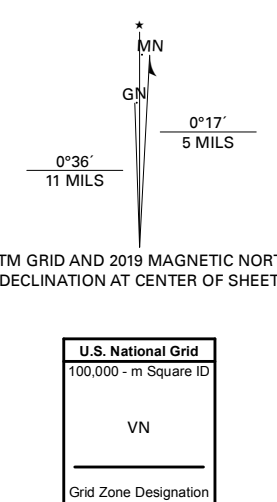 MN
GN
0°17´
5 MILS
0°36´
11 MILS
TM GRID AND 2019 MAGNETIC NORT
DECLINATION AT CENTER OF SHEET
U.S. National Grid
100,000 - m Square ID
VN
Grid Zone Designation